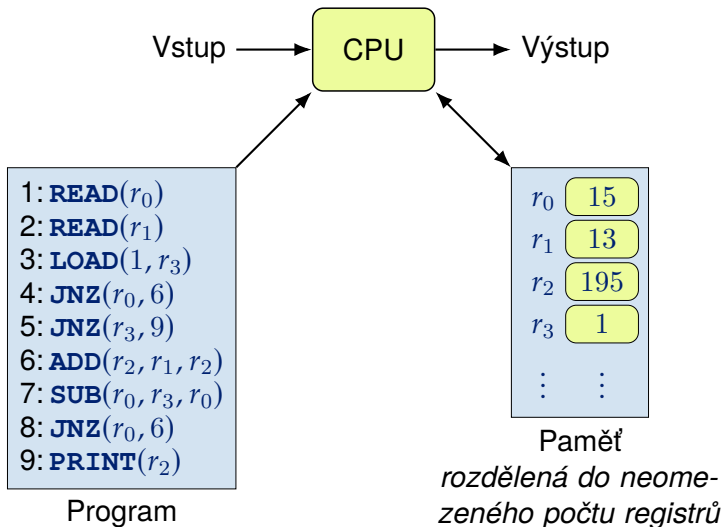 Vstup CPU Výstup
1: READ(r₀)
2: READ(r₁)
3: LOAD(1, r₃)
4: JNZ(r₀, 6)
5: JNZ(r₃, 9)
6: ADD(r₂, r₁, r₂)
7: SUB(r₀, r₃, r₀)
8: JNZ(r₀, 6)
9: PRINT(r₂)
Program
r₀ 15
r₁ 13
r₂ 195
r₃ 1
⋮ ⋮
Paměť
rozdělená do neome-
zeného počtu registrů